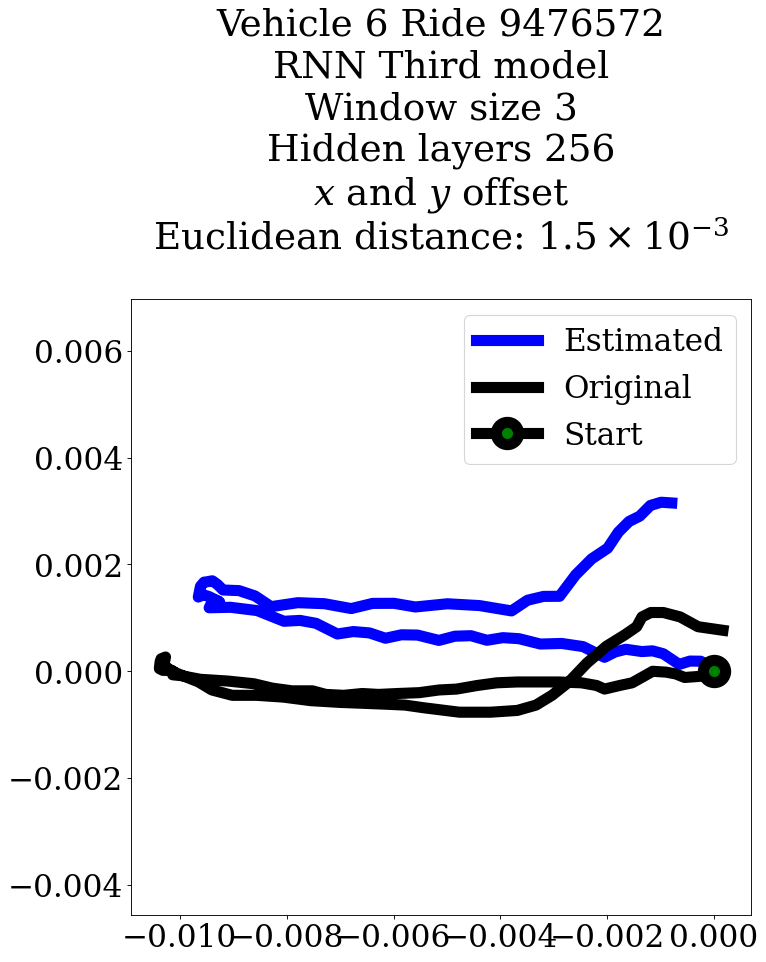 Vehicle 6 Ride 9476572
RNN Third model
Window size 3
Hidden layers 256
x and y offset
Euclidean distance: 1.5 × 10⁻³
Estimated
Original
Start
0.006
0.004
0.002
0.000
−0.002
−0.004
−0.010 −0.008 −0.006 −0.004 −0.002 0.000